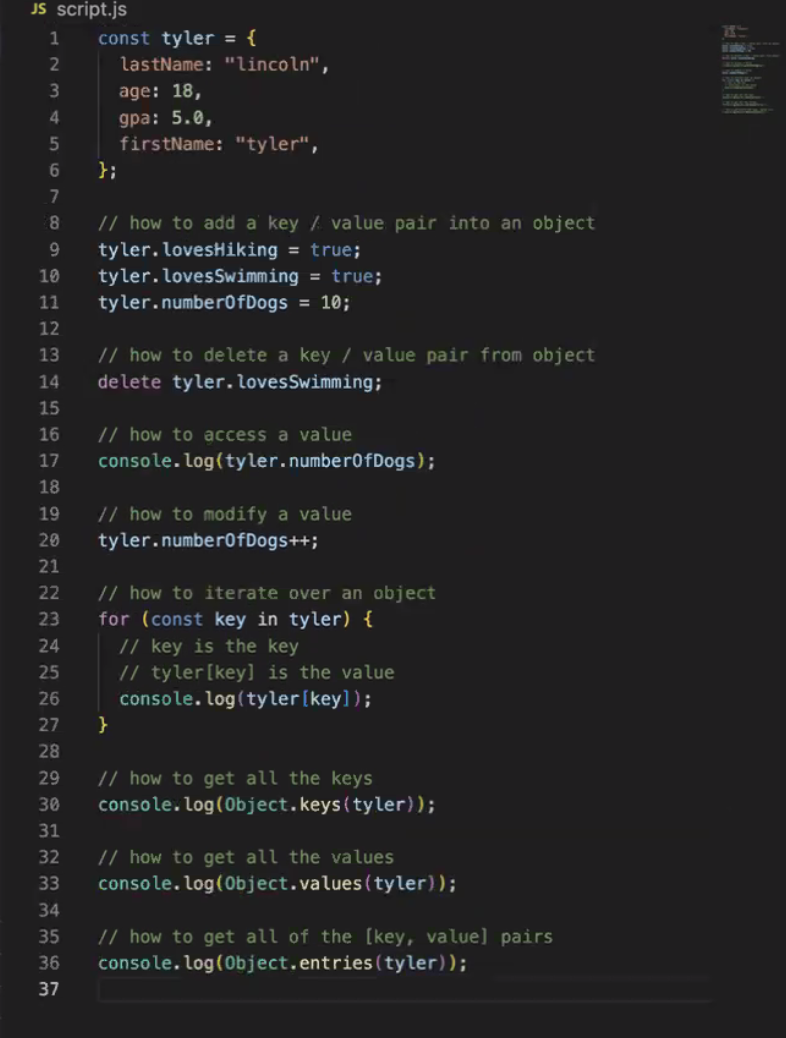 JS script.js
1 const tyler = {
2   lastName: "lincoln",
3   age: 18,
4   gpa: 5.0,
5   firstName: "tyler",
6 };
7
8 // how to add a key / value pair into an object
9 tyler.lovesHiking = true;
10 tyler.lovesSwimming = true;
11 tyler.numberOfDogs = 10;
12
13 // how to delete a key / value pair from object
14 delete tyler.lovesSwimming;
15
16 // how to access a value
17 console.log(tyler.numberOfDogs);
18
19 // how to modify a value
20 tyler.numberOfDogs++;
21
22 // how to iterate over an object
23 for (const key in tyler) {
24   // key is the key
25   // tyler[key] is the value
26   console.log(tyler[key]);
27 }
28
29 // how to get all the keys
30 console.log(Object.keys(tyler));
31
32 // how to get all the values
33 console.log(Object.values(tyler));
34
35 // how to get all of the [key, value] pairs
36 console.log(Object.entries(tyler));
37